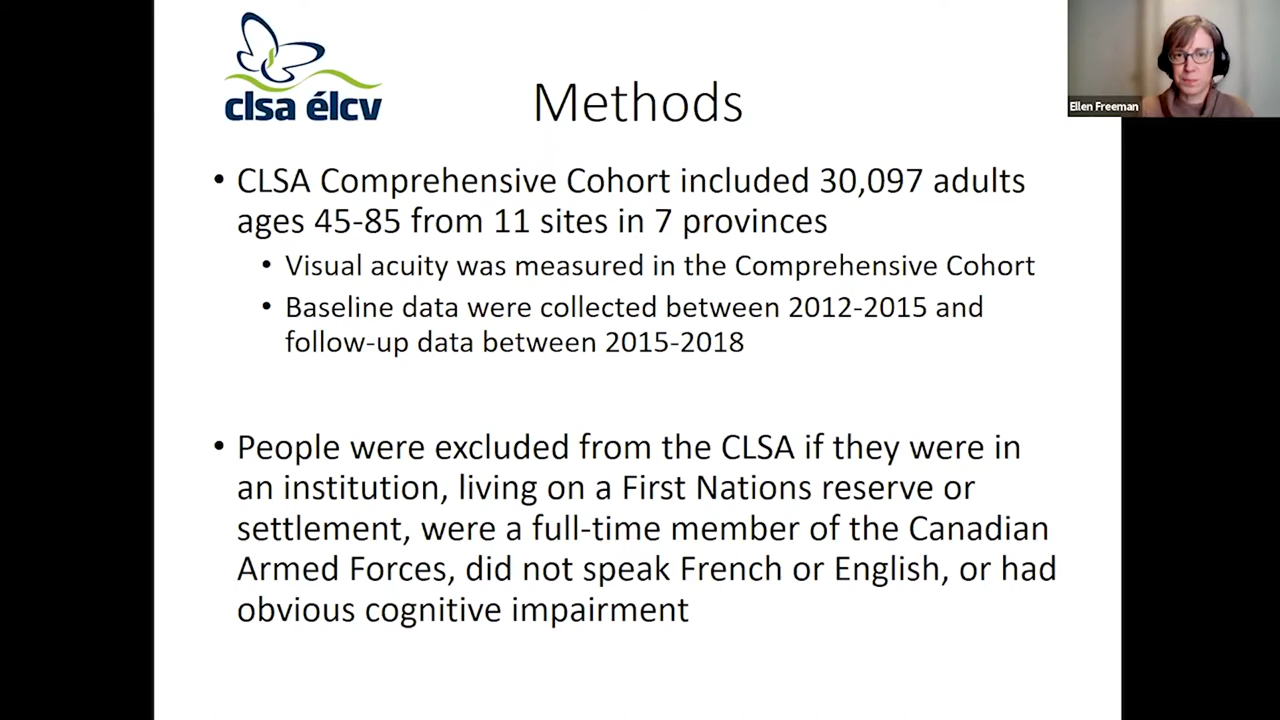 clsa élcv
Methods
Ellen Freeman
• CLSA Comprehensive Cohort included 30,097 adults
ages 45-85 from 11 sites in 7 provinces
• Visual acuity was measured in the Comprehensive Cohort
• Baseline data were collected between 2012-2015 and
follow-up data between 2015-2018
• People were excluded from the CLSA if they were in
an institution, living on a First Nations reserve or
settlement, were a full-time member of the Canadian
Armed Forces, did not speak French or English, or had
obvious cognitive impairment